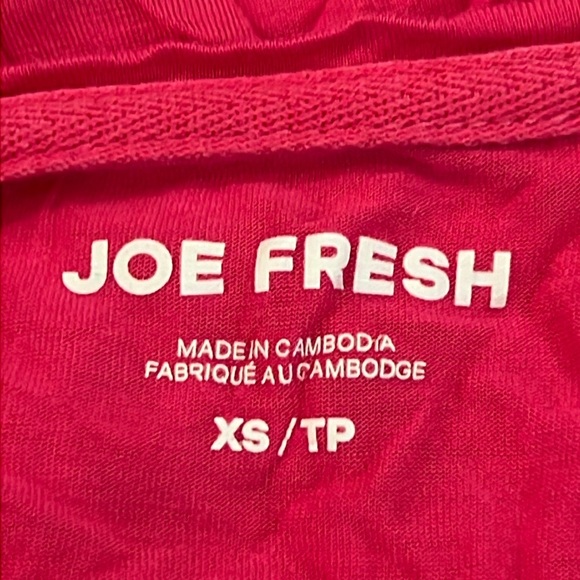 JOE FRESH
MADE IN CAMBODIA
FABRIQUÉ AU CAMBODGE
XS / TP